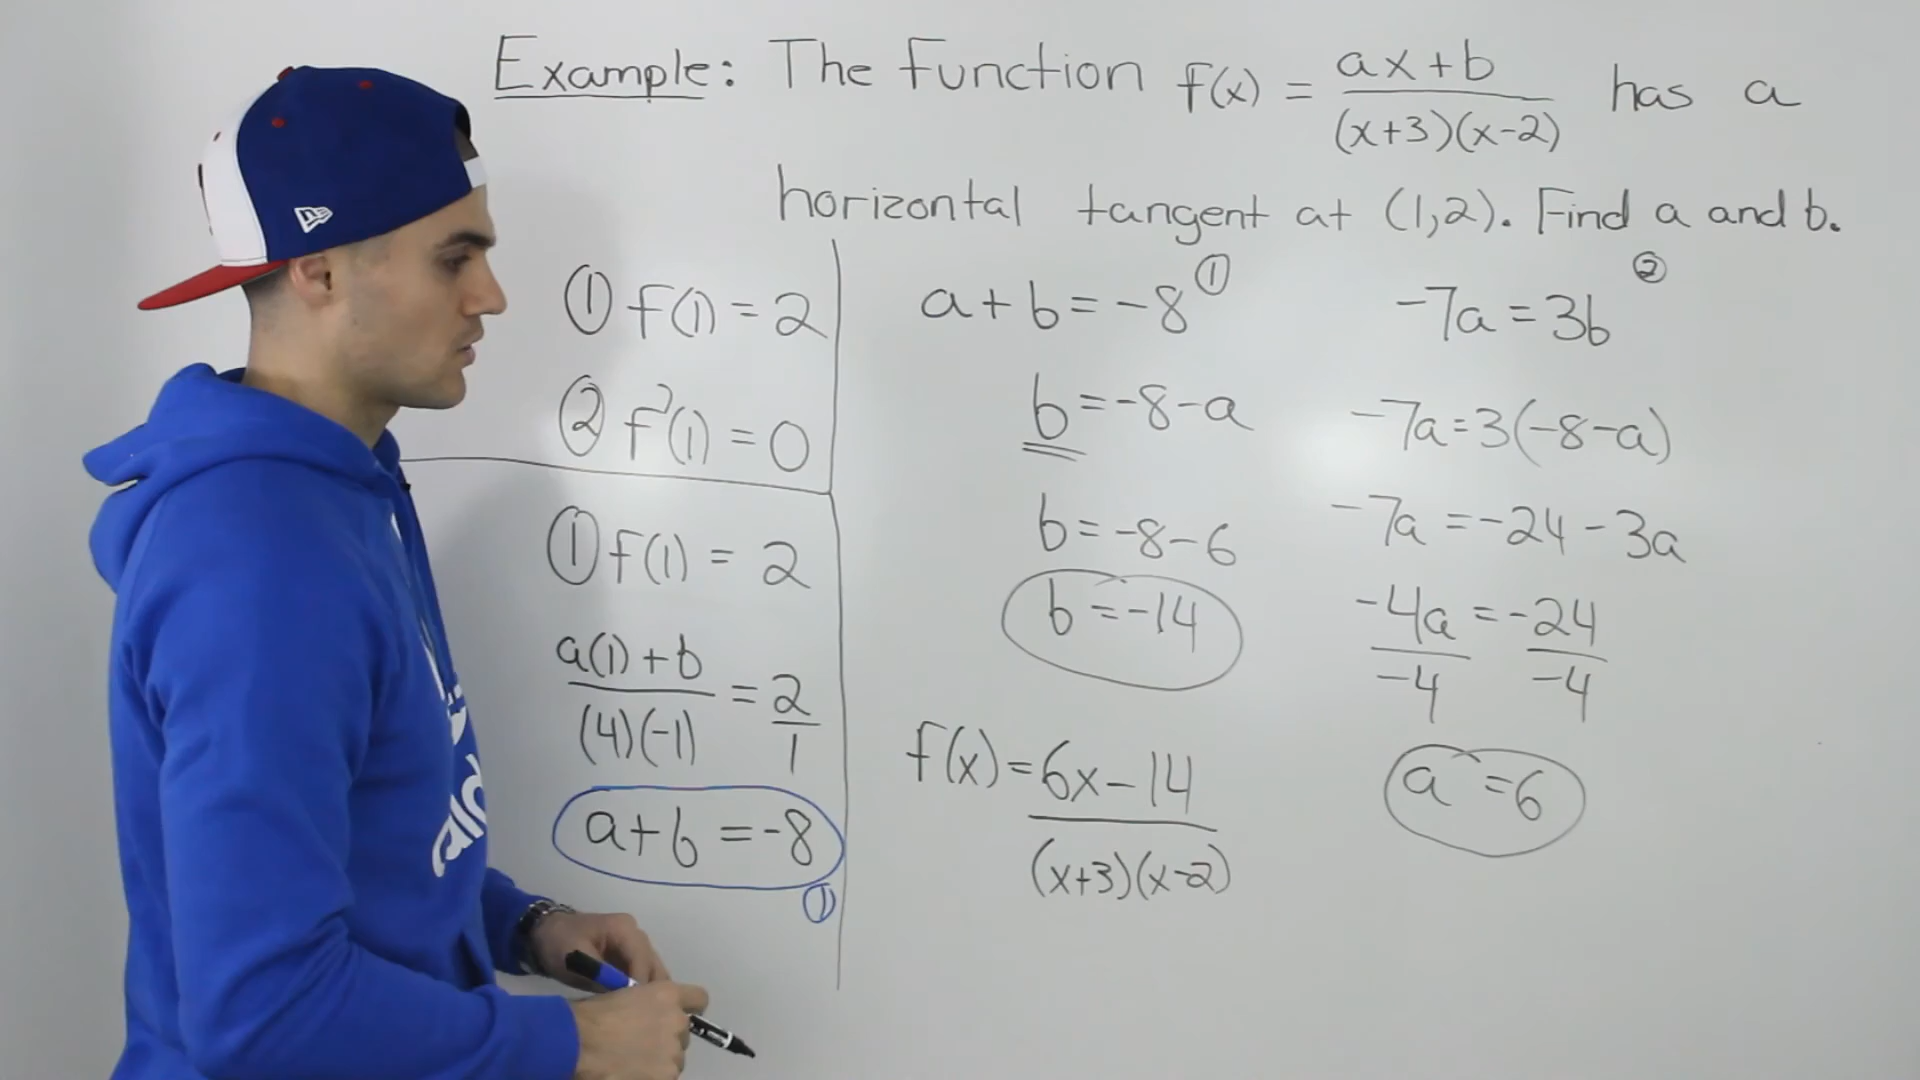 Example: The function f(x) = ax+b / (x+3)(x-2) has a
horizontal tangent at (1,2). Find a and b.
① f(1) = 2
② f'(1) = 0
① f(1) = 2
a(1)+b / (4)(-1) = 2/1
a+b = -8
①
a+b = -8 ①
b = -8-a
b = -8-6
b = -14
f(x) = 6x-14 / (x+3)(x-2)
②
-7a = 3b
-7a = 3(-8-a)
-7a = -24-3a
-4a / -4 = -24 / -4
a = 6